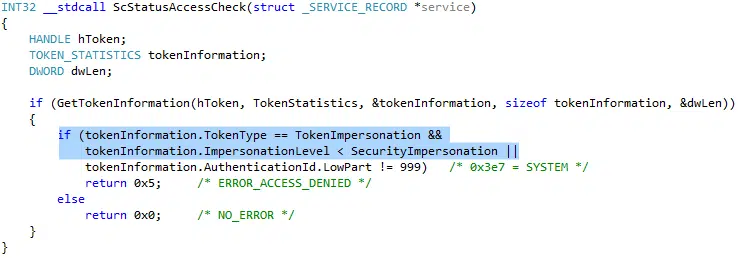 INT32 __stdcall ScStatusAccessCheck(struct _SERVICE_RECORD *service)
{
    HANDLE hToken;
    TOKEN_STATISTICS tokenInformation;
    DWORD dwLen;

    if (GetTokenInformation(hToken, TokenStatistics, &tokenInformation, sizeof tokenInformation, &dwLen))
    {
        if (tokenInformation.TokenType == TokenImpersonation &&
            tokenInformation.ImpersonationLevel < SecurityImpersonation ||
            tokenInformation.AuthenticationId.LowPart != 999)   /* 0x3e7 = SYSTEM */
            return 0x5;     /* ERROR_ACCESS_DENIED */
        else
            return 0x0;     /* NO_ERROR */
    }
}